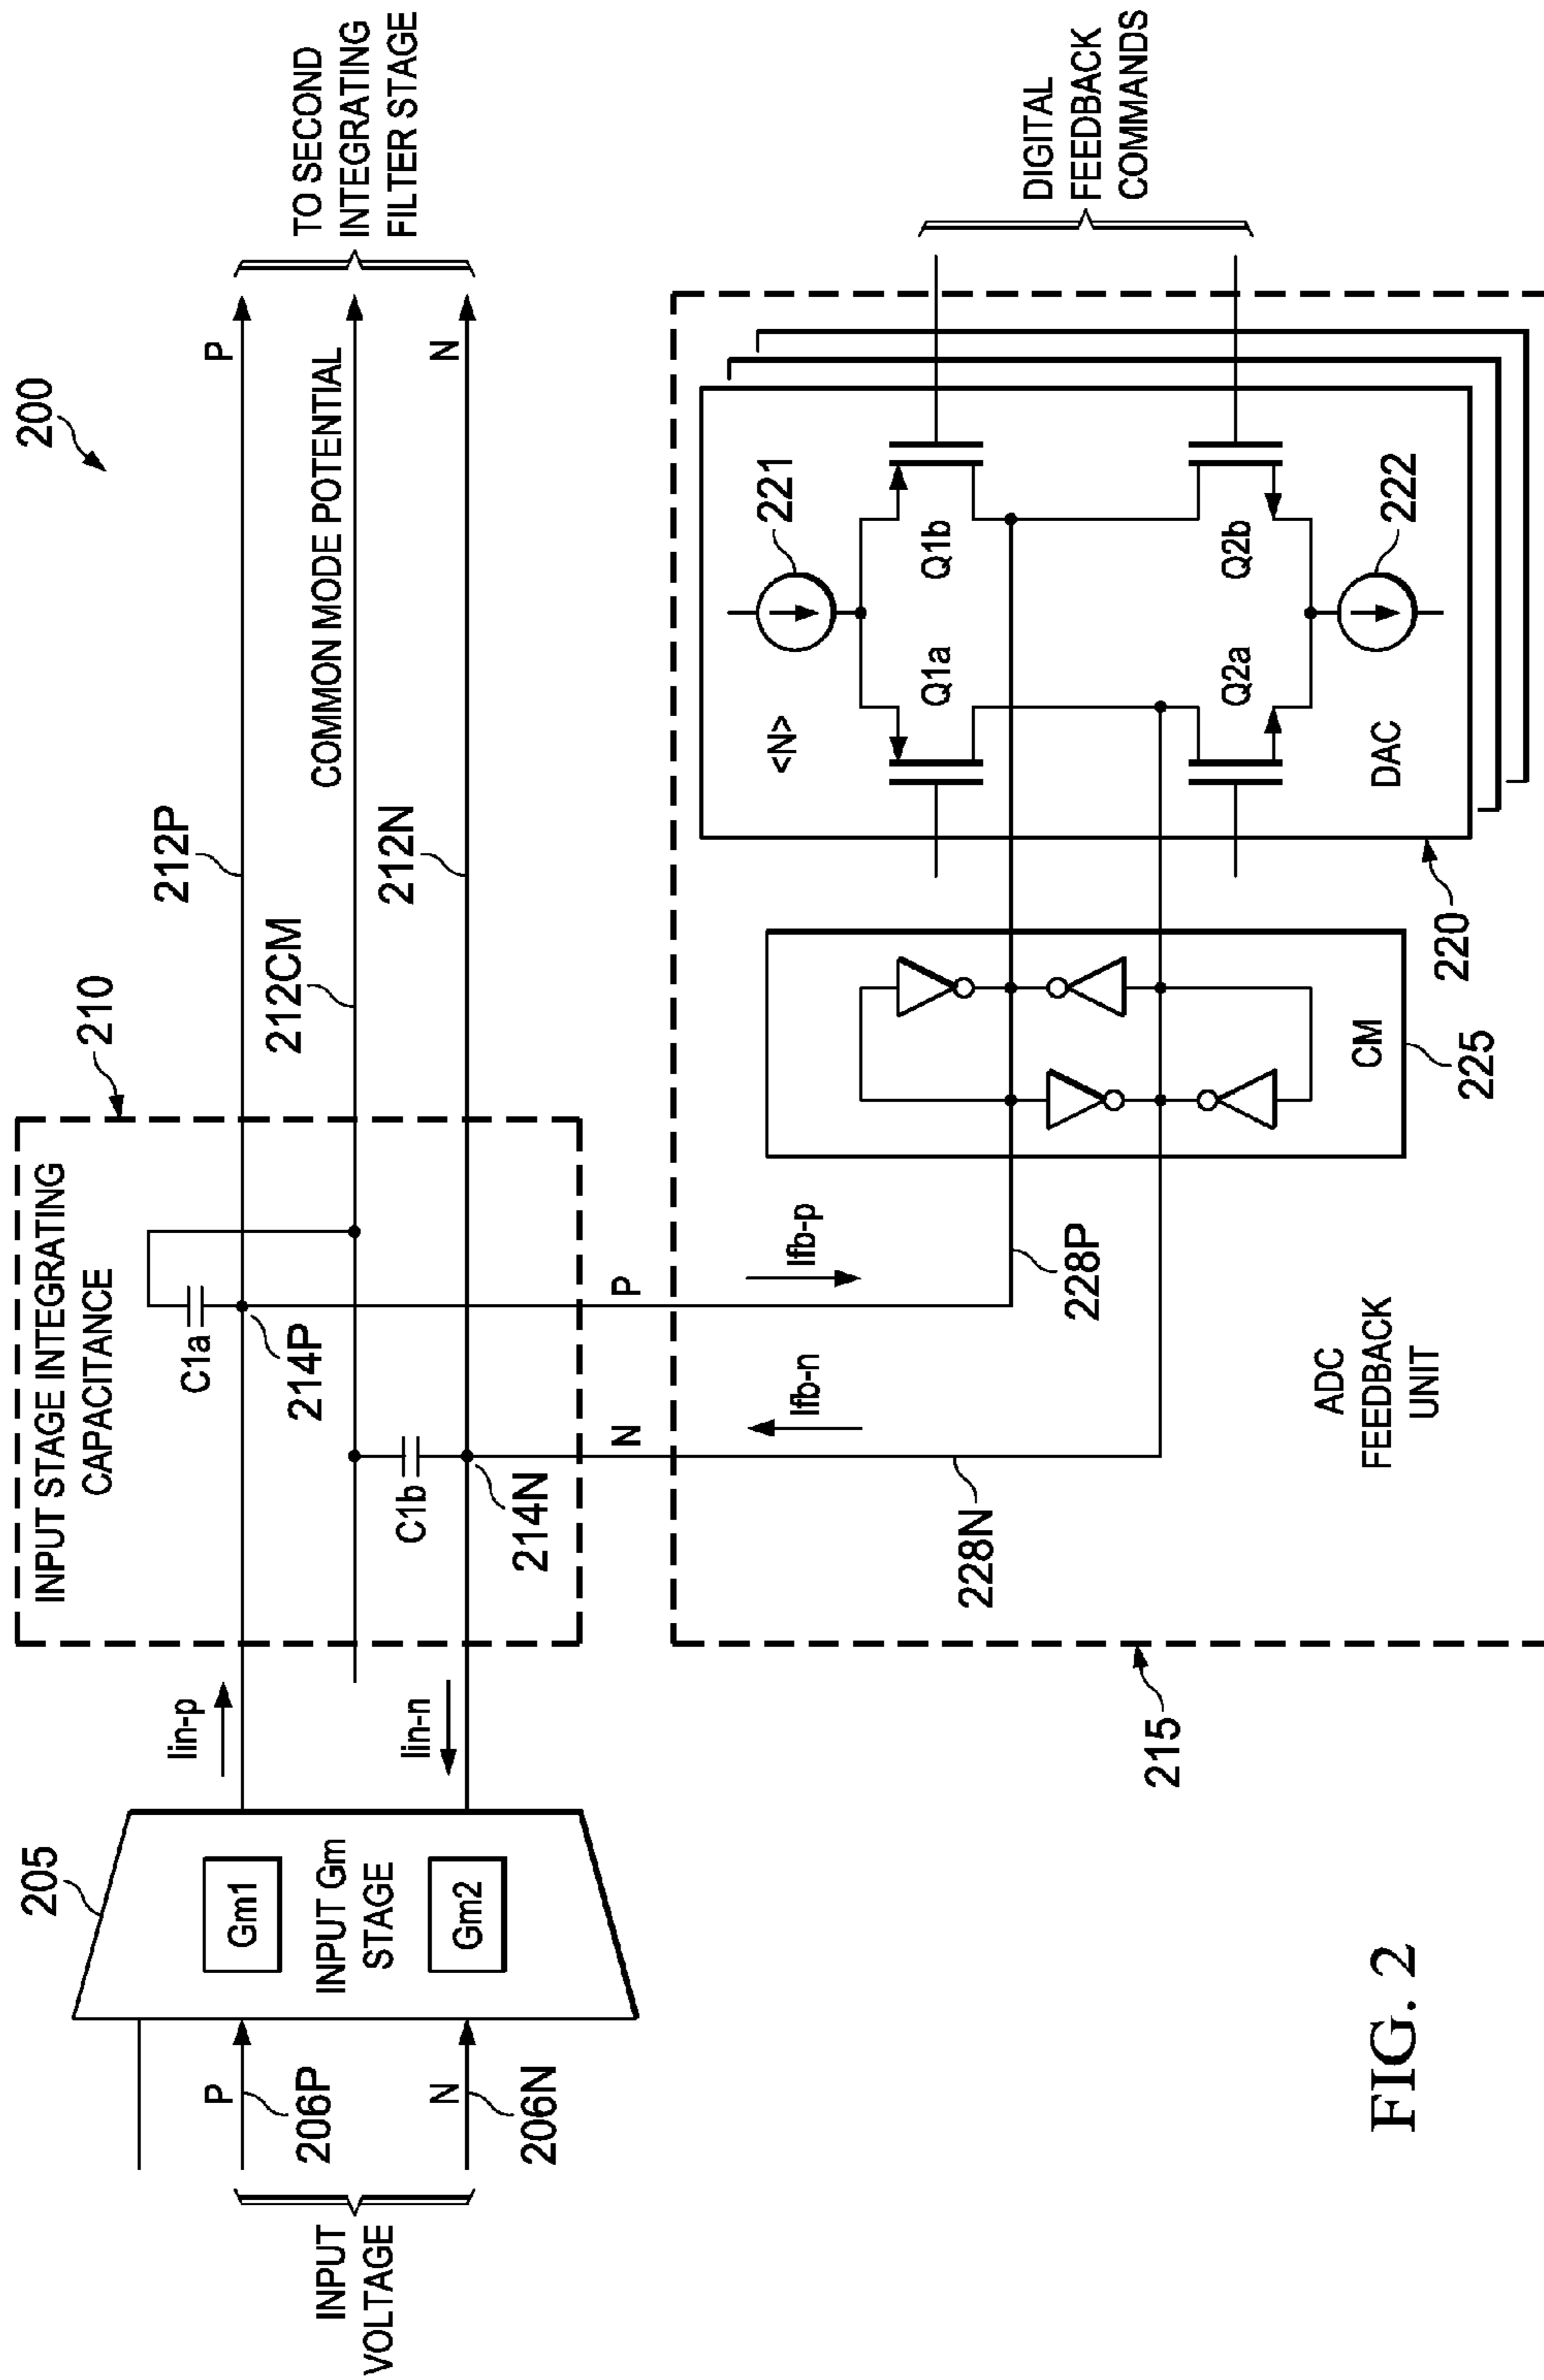 200
INPUT
VOLTAGE
P
206P
N
206N
205
Gm1
INPUT Gm
STAGE
Gm2
Iin-p
Iin-n
INPUT STAGE INTEGRATING
CAPACITANCE
210
C1a
214P
C1b
214N
212P
212CM
COMMON MODE POTENTIAL
212N
P
N
TO SECOND
INTEGRATING
FILTER STAGE
N
P
215
Ifb-n
Ifb-p
228N
228P
ADC
FEEDBACK
UNIT
CM
225
220
<N>
221
Q1a
Q1b
Q2a
Q2b
DAC
222
DIGITAL
FEEDBACK
COMMANDS
FIG. 2